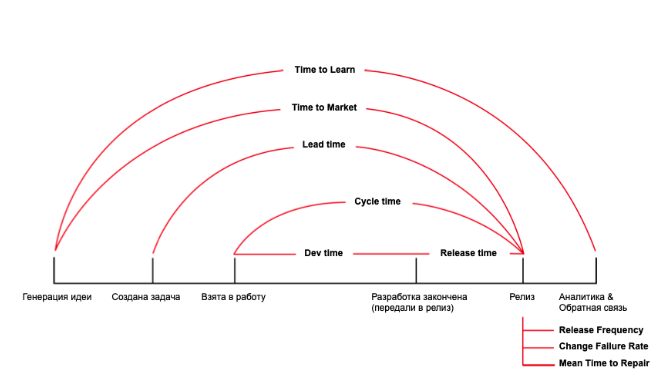 Time to Learn
Time to Market
Lead time
Cycle time
Dev time
Release time
Генерация идеи
Создана задача
Взята в работу
Разработка закончена
(передали в релиз)
Релиз
Аналитика &
Обратная связь
Release Frequency
Change Failure Rate
Mean Time to Repair